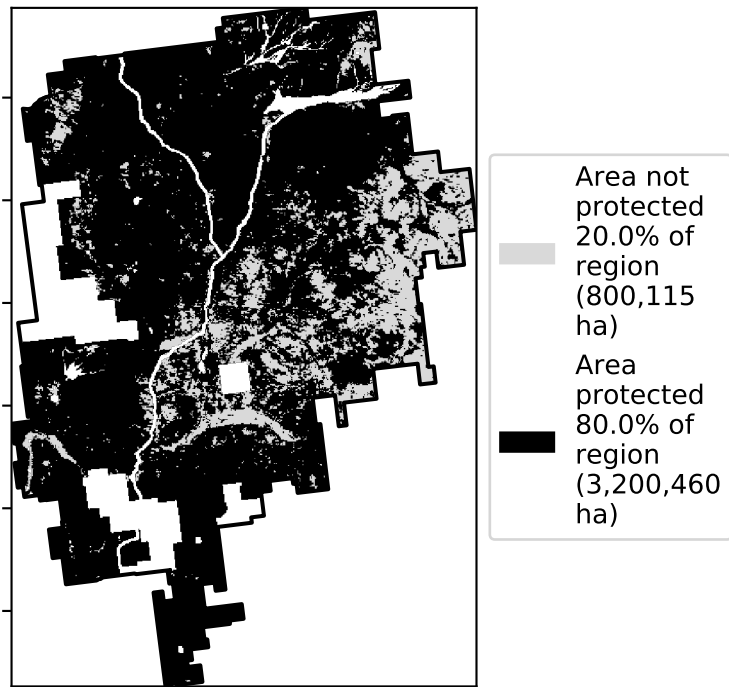 Area not
protected
20.0% of
region
(800,115
ha)
Area
protected
80.0% of
region
(3,200,460
ha)